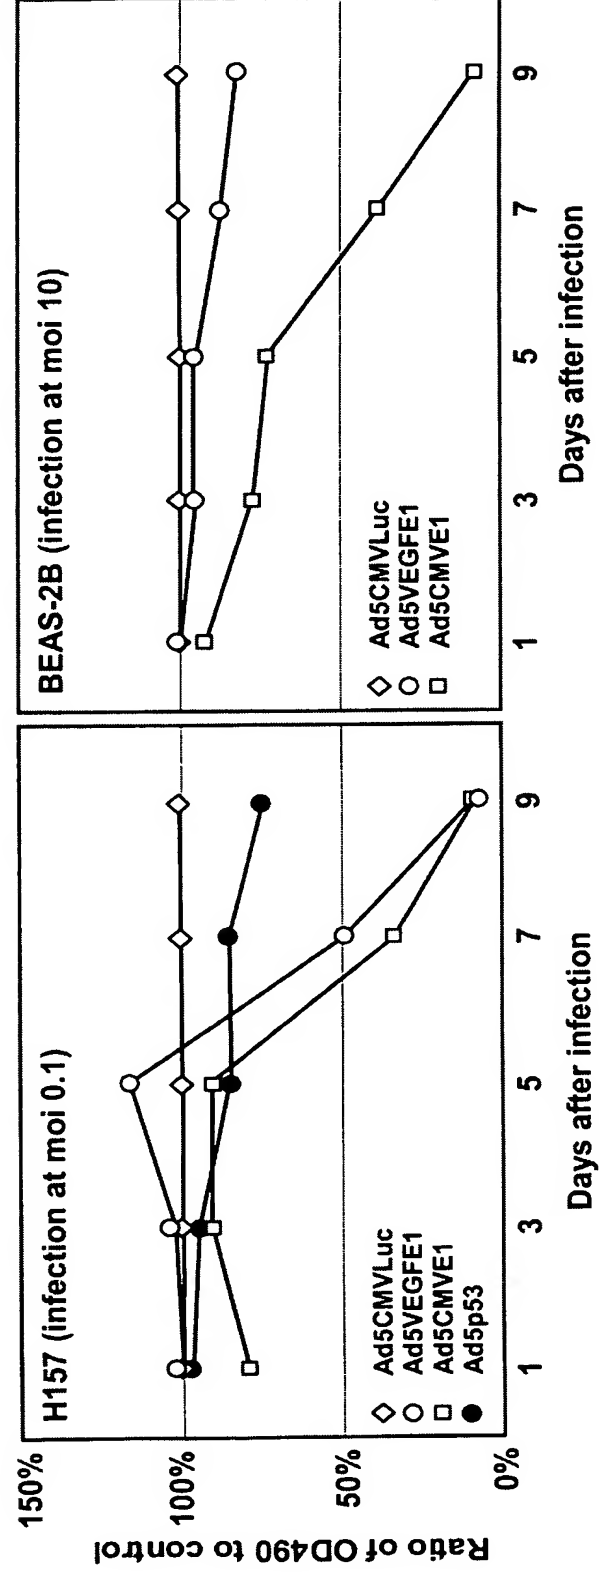 Ratio of OD490 to control
150%
100%
50%
0%
H157 (infection at moi 0.1)
Ad5CMVLuc
Ad5VEGFE1
Ad5CMVE1
Ad5p53
1 3 5 7 9
Days after infection
BEAS-2B (infection at moi 10)
Ad5CMVLuc
Ad5VEGFE1
Ad5CMVE1
1 3 5 7 9
Days after infection